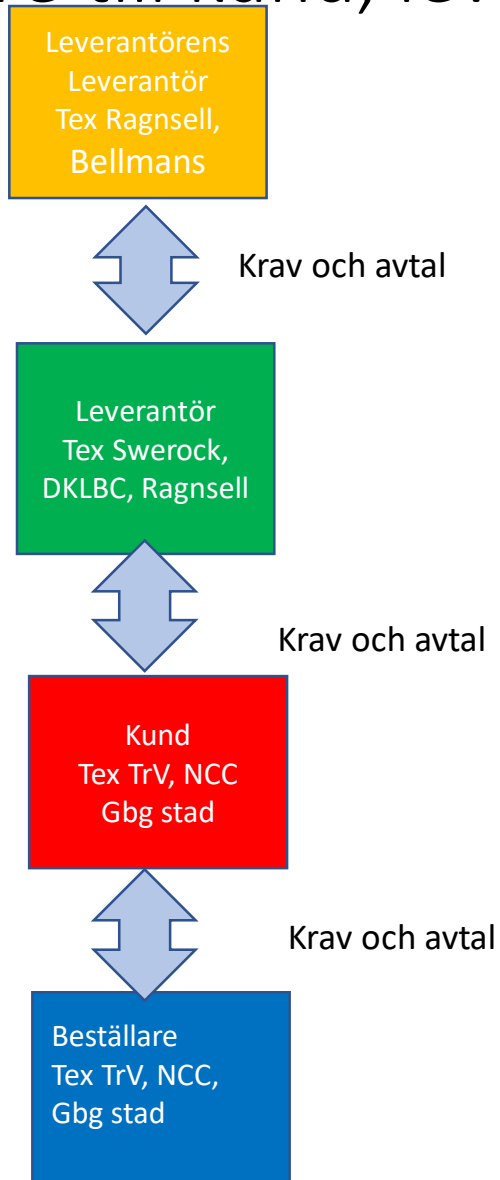 Leverantörens
Leverantör
Tex Ragnsell,
Bellmans
Krav och avtal
Leverantör
Tex Swerock,
DKLBC, Ragnsell
Krav och avtal
Kund
Tex TrV, NCC
Gbg stad
Krav och avtal
Beställare
Tex TrV, NCC,
Gbg stad